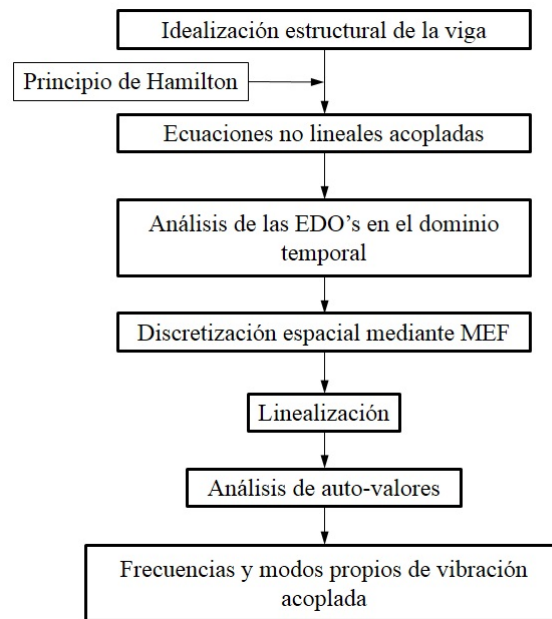 Idealización estructural de la viga
Principio de Hamilton
Ecuaciones no lineales acopladas
Análisis de las EDO's en el dominio
temporal
Discretización espacial mediante MEF
Linealización
Análisis de auto-valores
Frecuencias y modos propios de vibración
acoplada